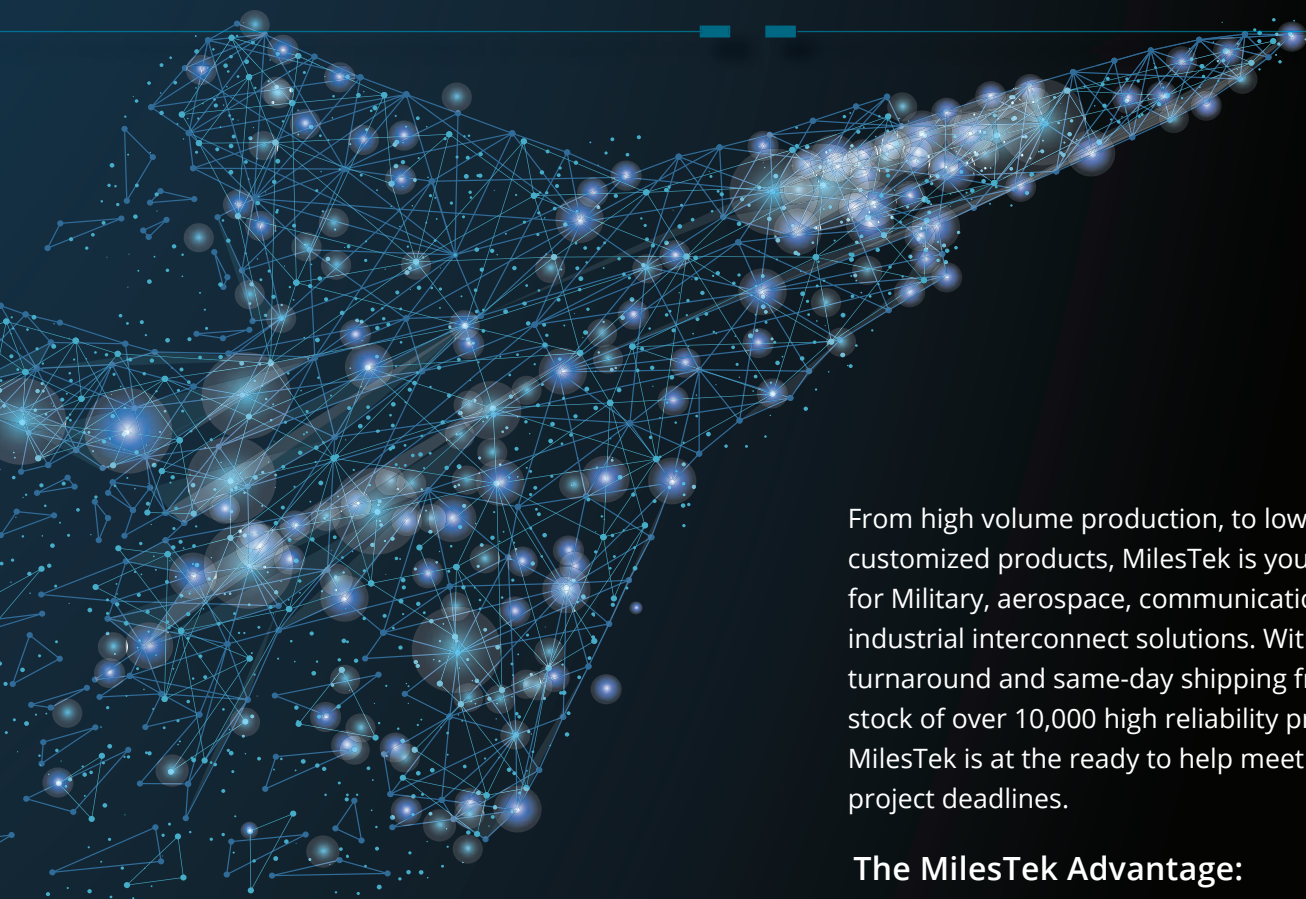 From high volume production, to low
customized products, MilesTek is you
for Military, aerospace, communicatio
industrial interconnect solutions. Wit
turnaround and same-day shipping fr
stock of over 10,000 high reliability pr
MilesTek is at the ready to help meet
project deadlines.
The MilesTek Advantage: